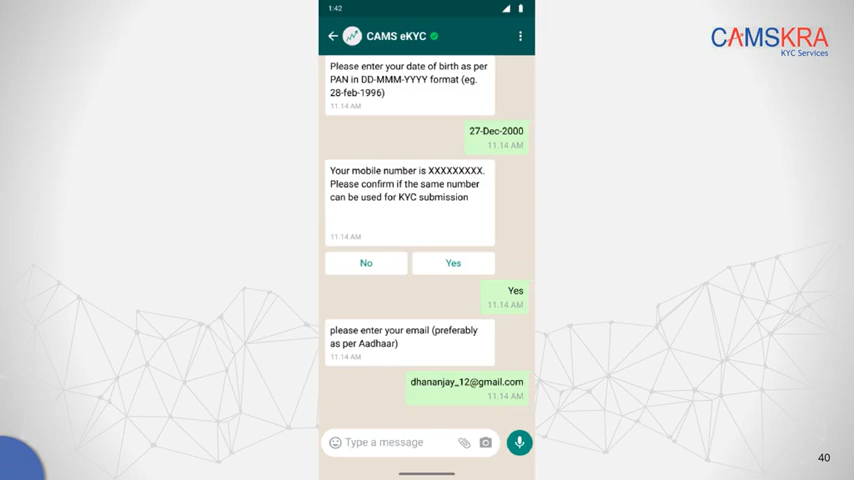 1:42
CAMS eKYC
CAMSKRA
KYC Services
Please enter your date of birth as per
PAN in DD-MMM-YYYY format (eg.
28-feb-1996)
11.14 AM
27-Dec-2000
11.14 AM
Your mobile number is XXXXXXXXX.
Please confirm if the same number
can be used for KYC submission
11.14 AM
No
Yes
Yes
11.14 AM
please enter your email (preferably
as per Aadhaar)
11.14 AM
dhananjay_12@gmail.com
11.14 AM
Type a message
40